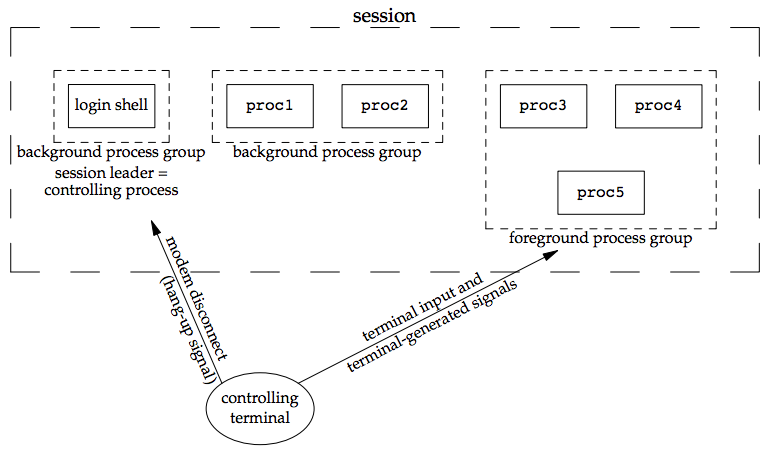 session
login shell
proc1
proc2
proc3
proc4
proc5
background process group
session leader =
controlling process
background process group
foreground process group
modem disconnect
(hang-up signal)
terminal input and
terminal-generated signals
controlling
terminal